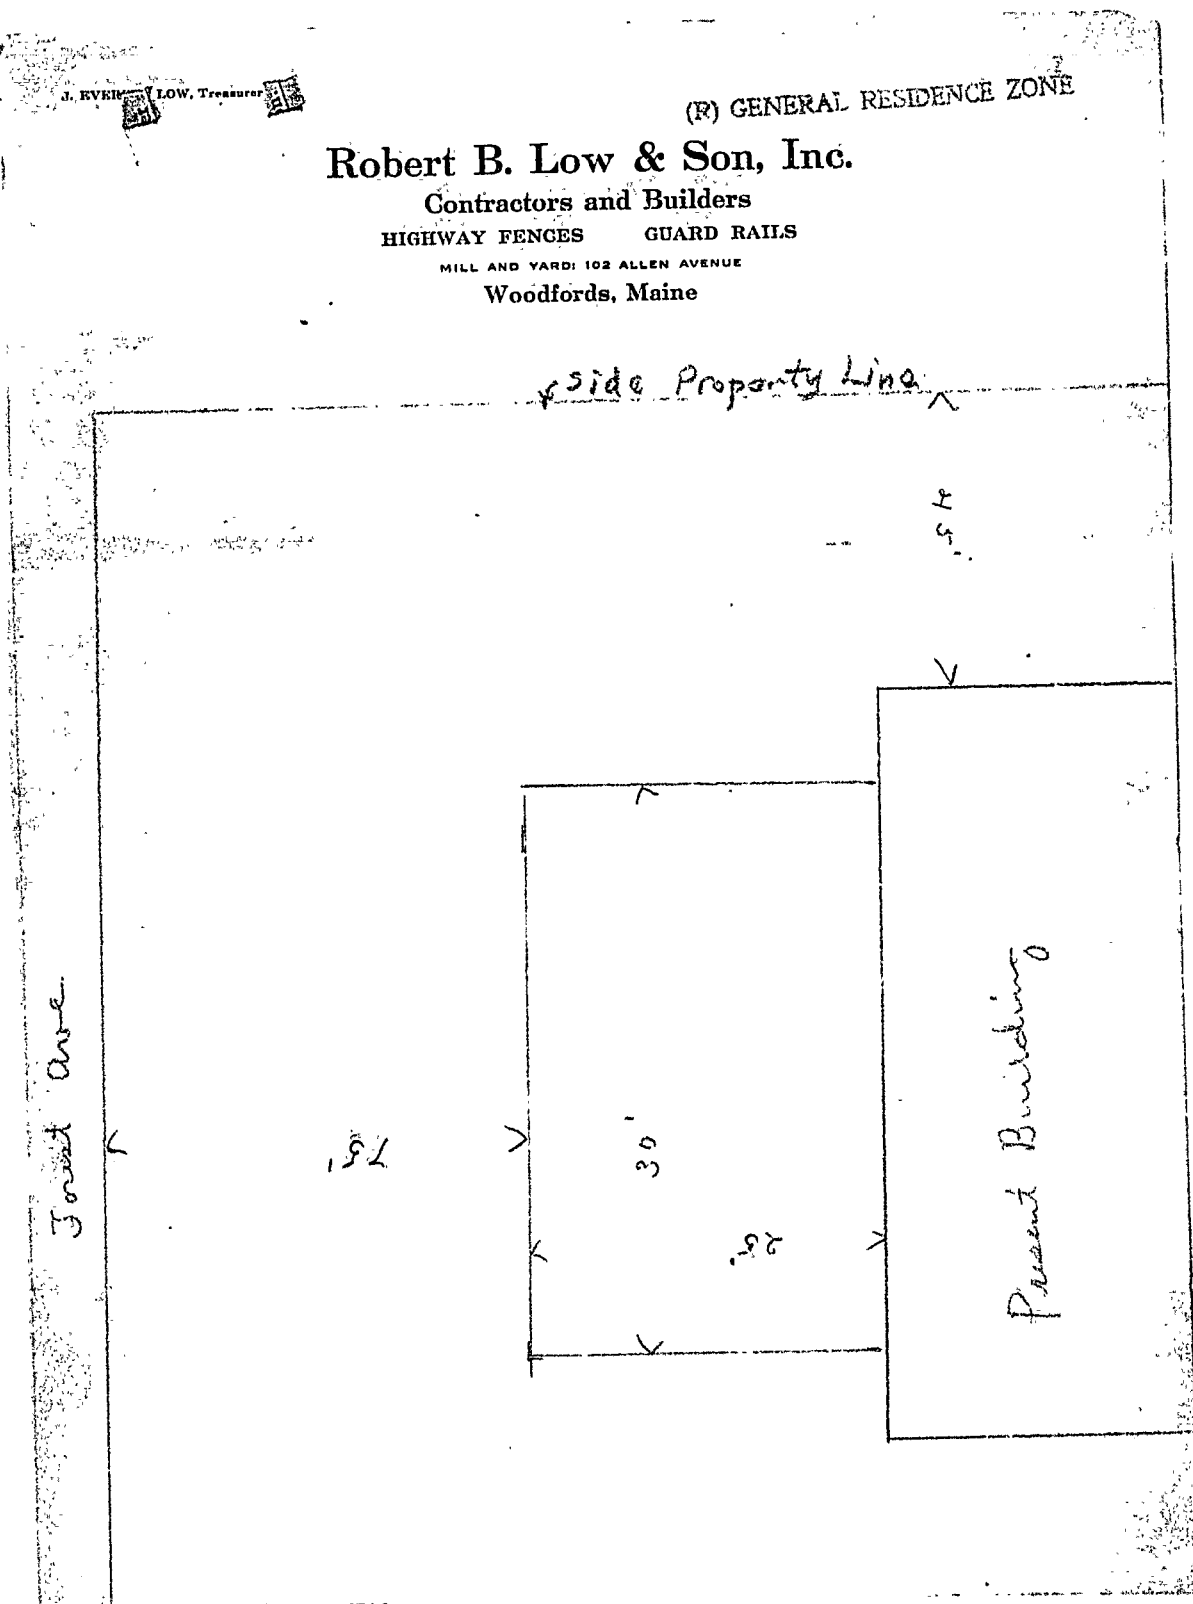 J. EVER LOW, Treasurer
(R) GENERAL RESIDENCE ZONE
Robert B. Low & Son, Inc.
Contractors and Builders
HIGHWAY FENCES GUARD RAILS
MILL AND YARD: 102 ALLEN AVENUE
Woodfords, Maine
Side Property Line
Forest Ave.
75'
30'
25'
Present Building